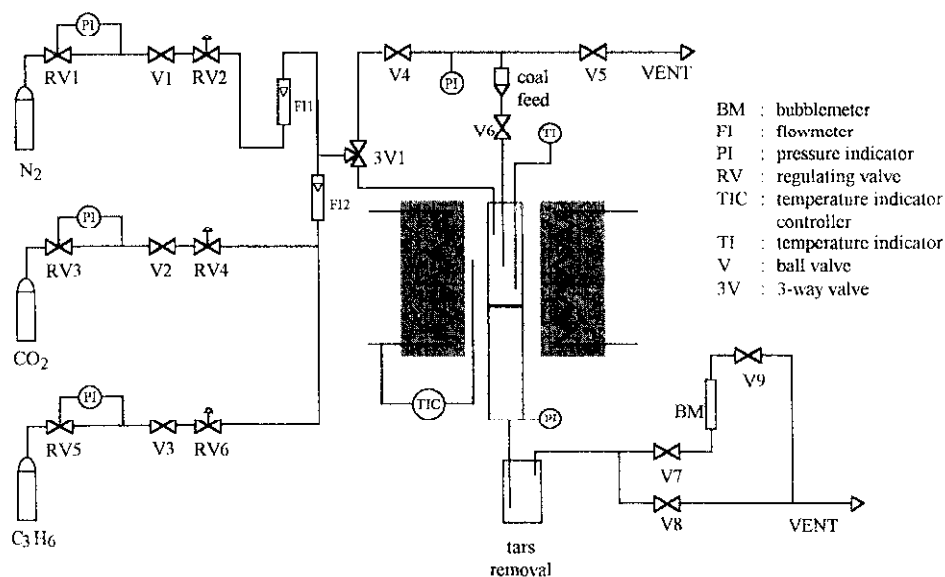 PI
RV1
V1
RV2
FI1
N2
PI
RV3
V2
RV4
FI2
CO2
PI
RV5
V3
RV6
C3H6
3V1
V4
PI
coal
feed
V5
VENT
V6
TI
TIC
PI
tars
removal
BM
V9
V7
V8
VENT
BM : bubblemeter
FI : flowmeter
PI : pressure indicator
RV : regulating valve
TIC : temperature indicator
controller
TI : temperature indicator
V : ball valve
3V : 3-way valve